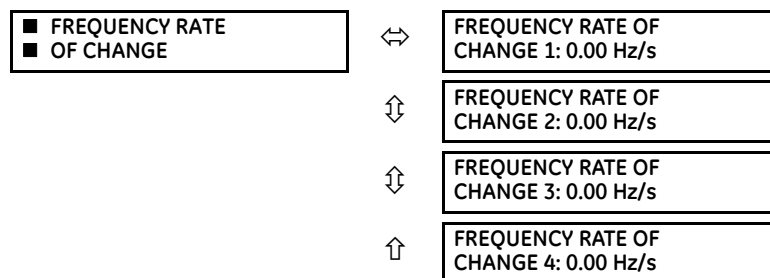 ■ FREQUENCY RATE
■ OF CHANGE
FREQUENCY RATE OF
CHANGE 1: 0.00 Hz/s
FREQUENCY RATE OF
CHANGE 2: 0.00 Hz/s
FREQUENCY RATE OF
CHANGE 3: 0.00 Hz/s
FREQUENCY RATE OF
CHANGE 4: 0.00 Hz/s